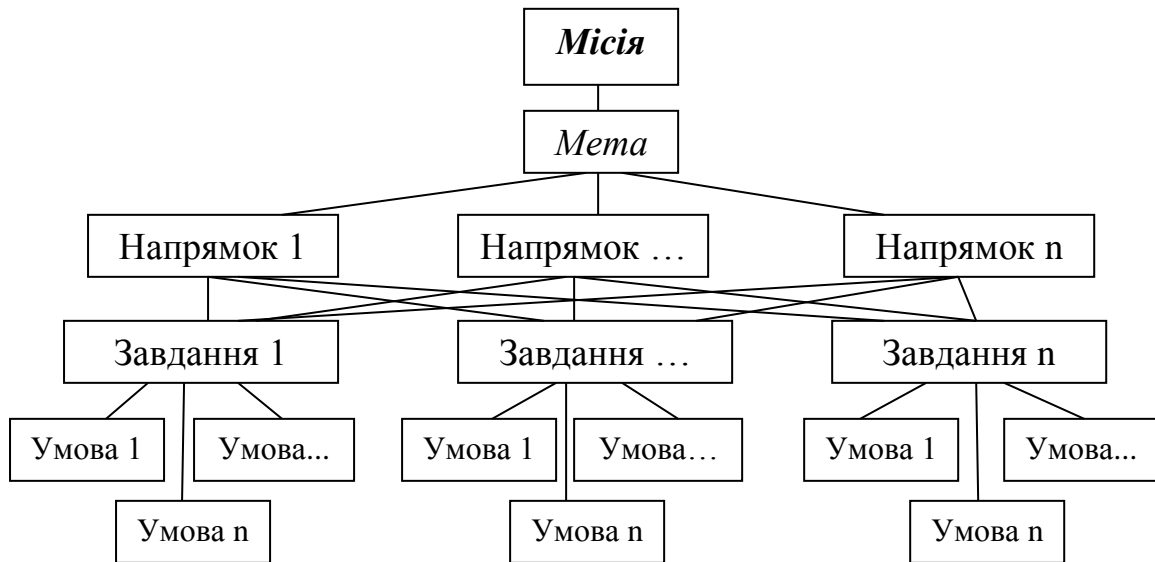 Місія
Мета
Напрямок 1
Напрямок …
Напрямок n
Завдання 1
Завдання …
Завдання n
Умова 1
Умова...
Умова 1
Умова…
Умова 1
Умова...
Умова n
Умова n
Умова n